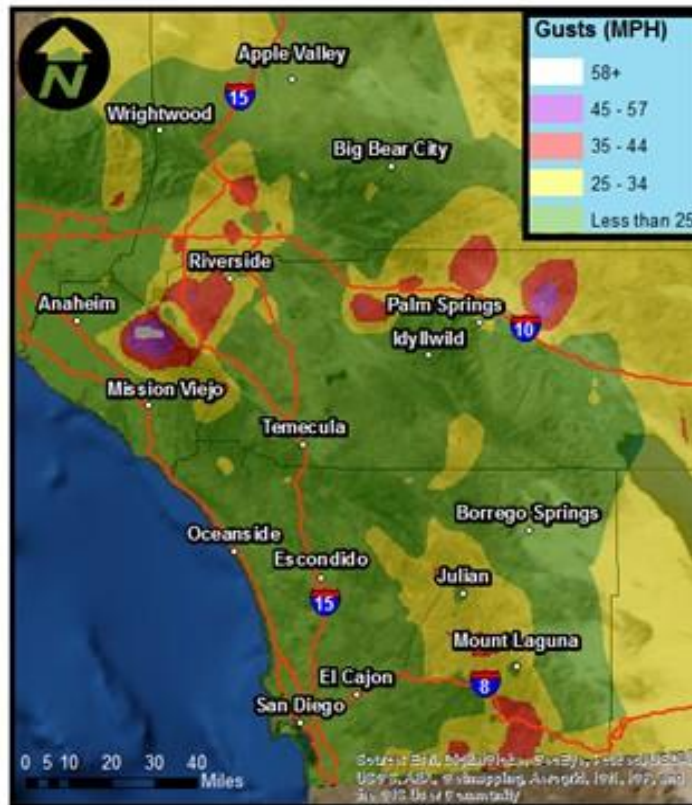 N
Gusts (MPH)
58+
45 - 57
35 - 44
25 - 34
Less than 25
Apple Valley
15
Wrightwood
Big Bear City
Riverside
Anaheim
Palm Springs
10
Idyllwild
Mission Viejo
Temecula
Borrego Springs
Oceanside
Escondido
Julian
15
Mount Laguna
El Cajon
8
San Diego
0 5 10 20 30 40
Miles